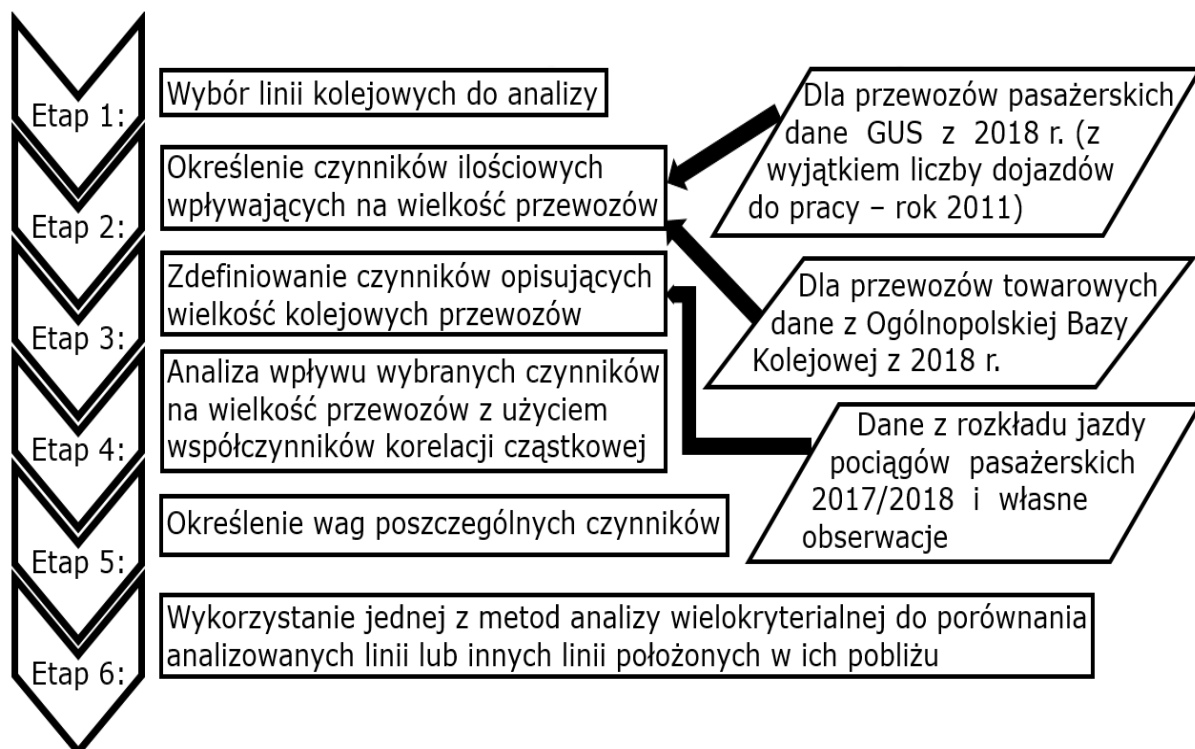 Etap 1:
Wybór linii kolejowych do analizy
Etap 2:
Określenie czynników ilościowych
wpływających na wielkość przewozów
Etap 3:
Zdefiniowanie czynników opisujących
wielkość kolejowych przewozów
Etap 4:
Analiza wpływu wybranych czynników
na wielkość przewozów z użyciem
współczynników korelacji cząstkowej
Etap 5:
Określenie wag poszczególnych czynników
Etap 6:
Wykorzystanie jednej z metod analizy wielokryterialnej do porównania
analizowanych linii lub innych linii położonych w ich pobliżu
Dla przewozów pasażerskich
dane GUS z 2018 r. (z
wyjątkiem liczby dojazdów
do pracy – rok 2011)
Dla przewozów towarowych
dane z Ogólnopolskiej Bazy
Kolejowej z 2018 r.
Dane z rozkładu jazdy
pociągów pasażerskich
2017/2018 i własne
obserwacje